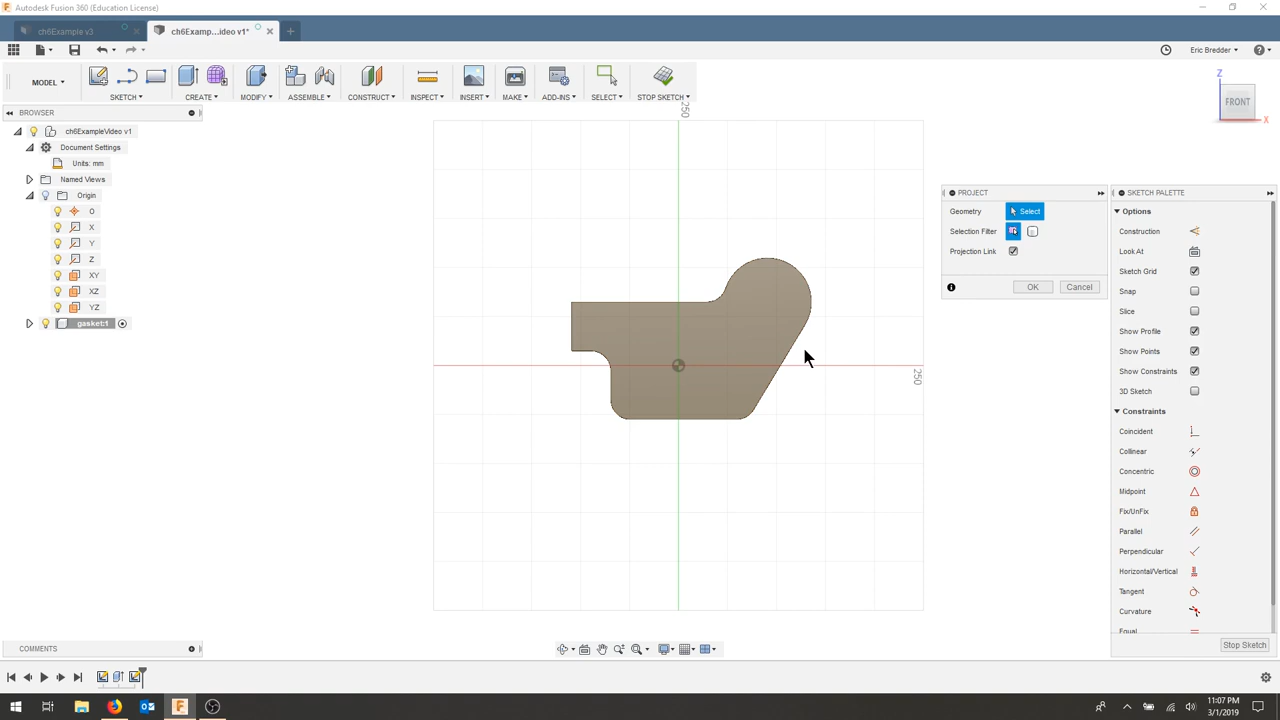 Autodesk Fusion 360 (Education License)
ch6Example v3
ch6Examp...ideo v1*
Eric Bredder
MODEL
SKETCH
CREATE
MODIFY
ASSEMBLE
CONSTRUCT
INSPECT
INSERT
MAKE
ADD-INS
SELECT
STOP SKETCH
BROWSER
ch6ExampleVideo v1
Document Settings
Units: mm
Named Views
Origin
O
X
Y
Z
XY
XZ
YZ
gasket:1
250
250
Z
FRONT
X
PROJECT
Geometry
Select
Selection Filter
Projection Link
OK
Cancel
SKETCH PALETTE
Options
Construction
Look At
Sketch Grid
Snap
Slice
Show Profile
Show Points
Show Constraints
3D Sketch
Constraints
Coincident
Collinear
Concentric
Midpoint
Fix/UnFix
Parallel
Perpendicular
Horizontal/Vertical
Tangent
Curvature
Equal
Stop Sketch
COMMENTS
11:07 PM
3/1/2019